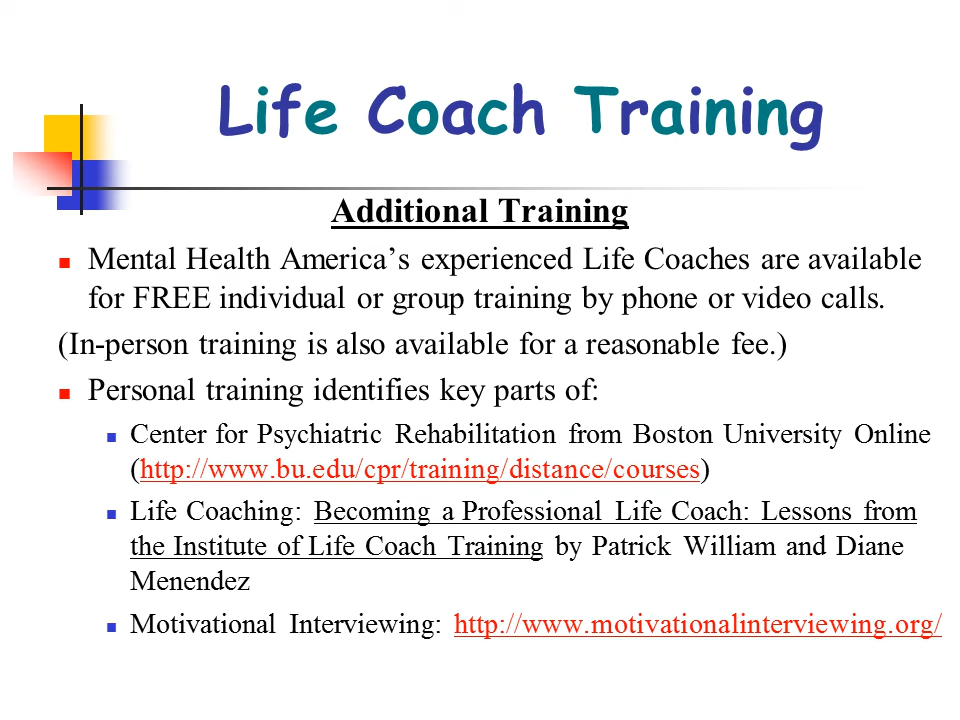 Life Coach Training
Additional Training
Mental Health America’s experienced Life Coaches are available
for FREE individual or group training by phone or video calls.
(In-person training is also available for a reasonable fee.)
Personal training identifies key parts of:
Center for Psychiatric Rehabilitation from Boston University Online
(http://www.bu.edu/cpr/training/distance/courses)
Life Coaching: Becoming a Professional Life Coach: Lessons from
the Institute of Life Coach Training by Patrick William and Diane
Menendez
Motivational Interviewing: http://www.motivationalinterviewing.org/